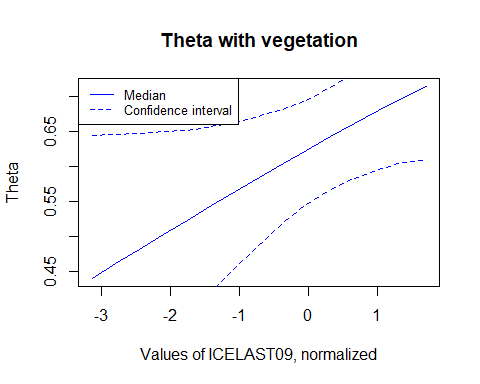 Theta with vegetation
Median
Confidence interval
Theta
0.45
0.55
0.65
-3
-2
-1
0
1
Values of ICELAST09, normalized